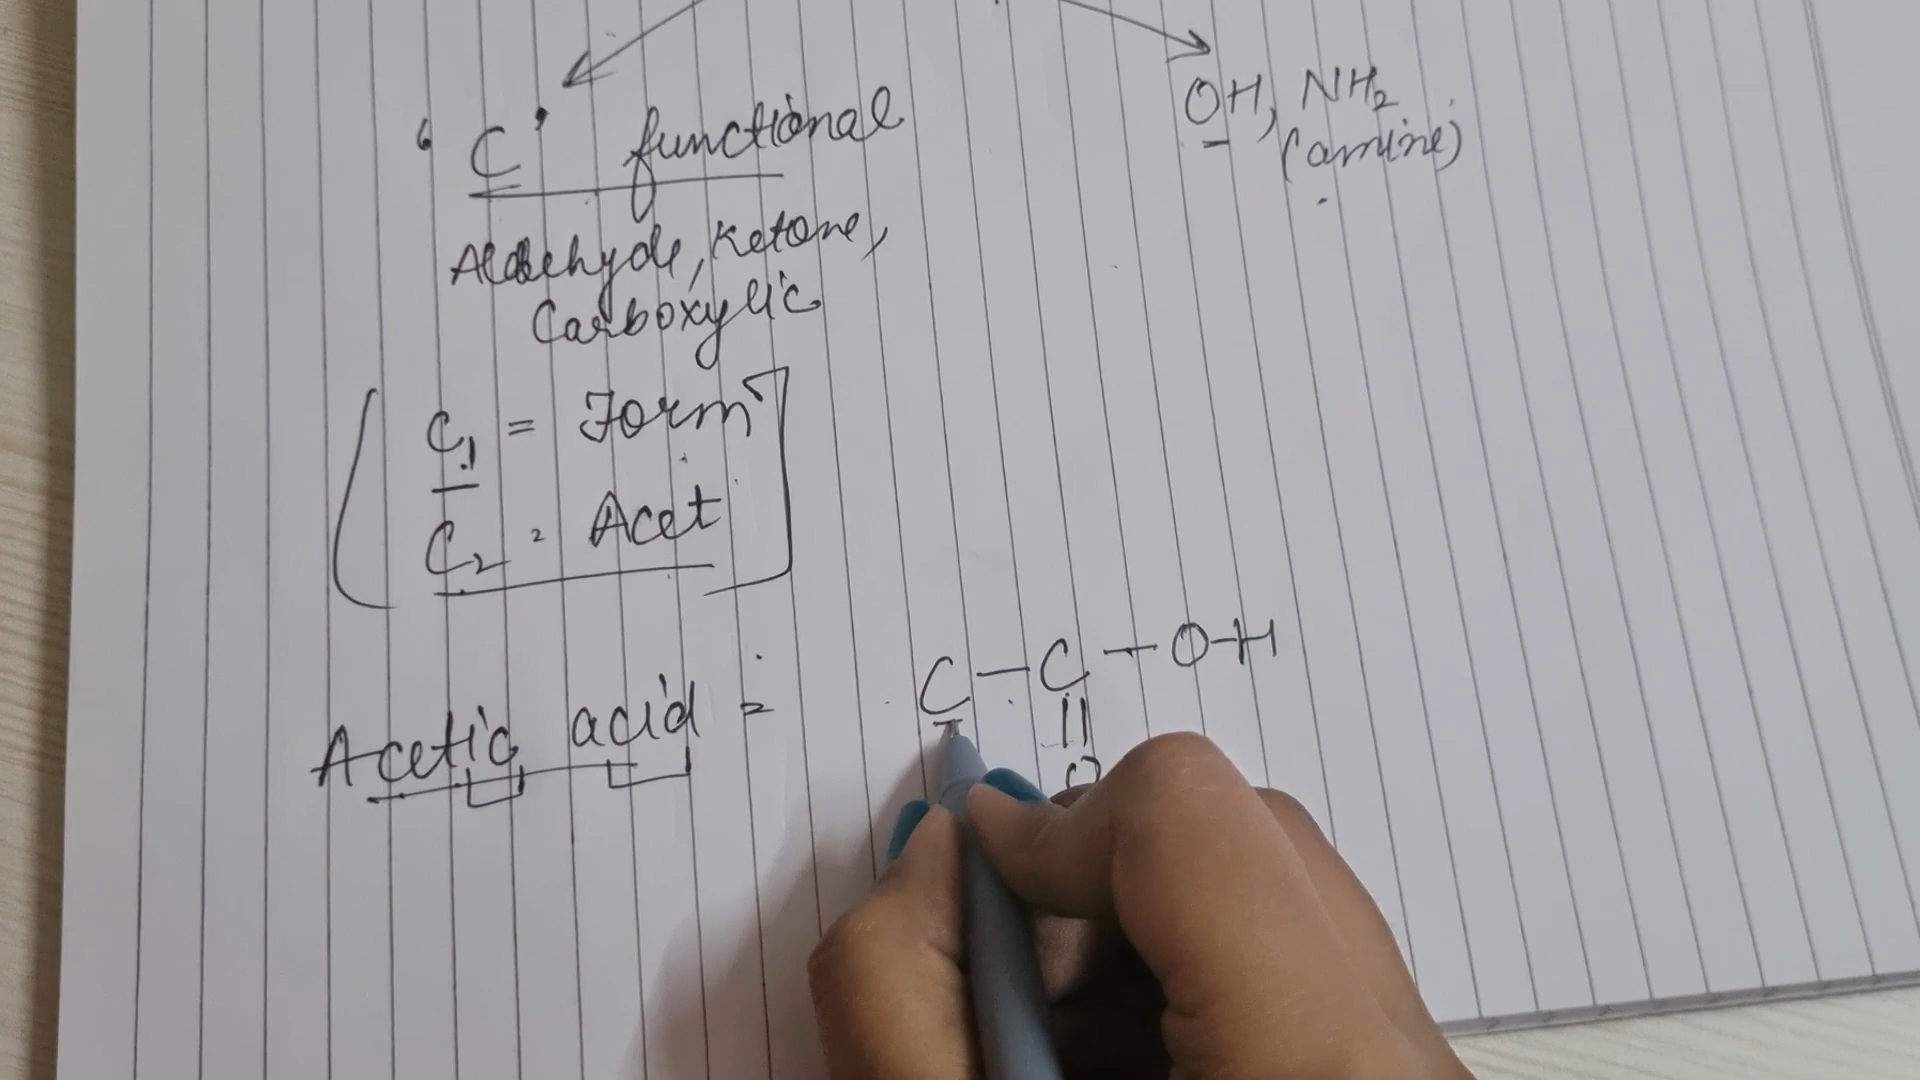 ‘C’ functional
Aldehyde, Ketone,
Carboxylic
OH, NH2
(amine)
C1 = Form
C2 = Acet
Acetic acid =
C - C - O-H
||
O